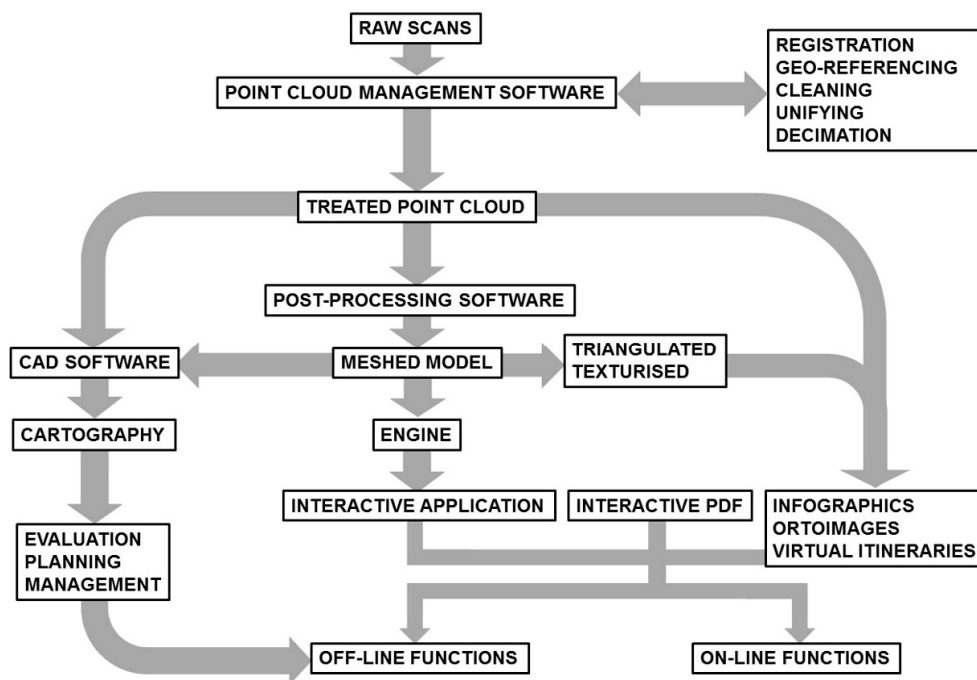 RAW SCANS
POINT CLOUD MANAGEMENT SOFTWARE
REGISTRATION
GEO-REFERENCING
CLEANING
UNIFYING
DECIMATION
TREATED POINT CLOUD
POST-PROCESSING SOFTWARE
CAD SOFTWARE
MESHED MODEL
TRIANGULATED
TEXTURISED
CARTOGRAPHY
ENGINE
INTERACTIVE APPLICATION
INTERACTIVE PDF
INFOGRAPHICS
ORTOIMAGES
VIRTUAL ITINERARIES
EVALUATION
PLANNING
MANAGEMENT
OFF-LINE FUNCTIONS
ON-LINE FUNCTIONS